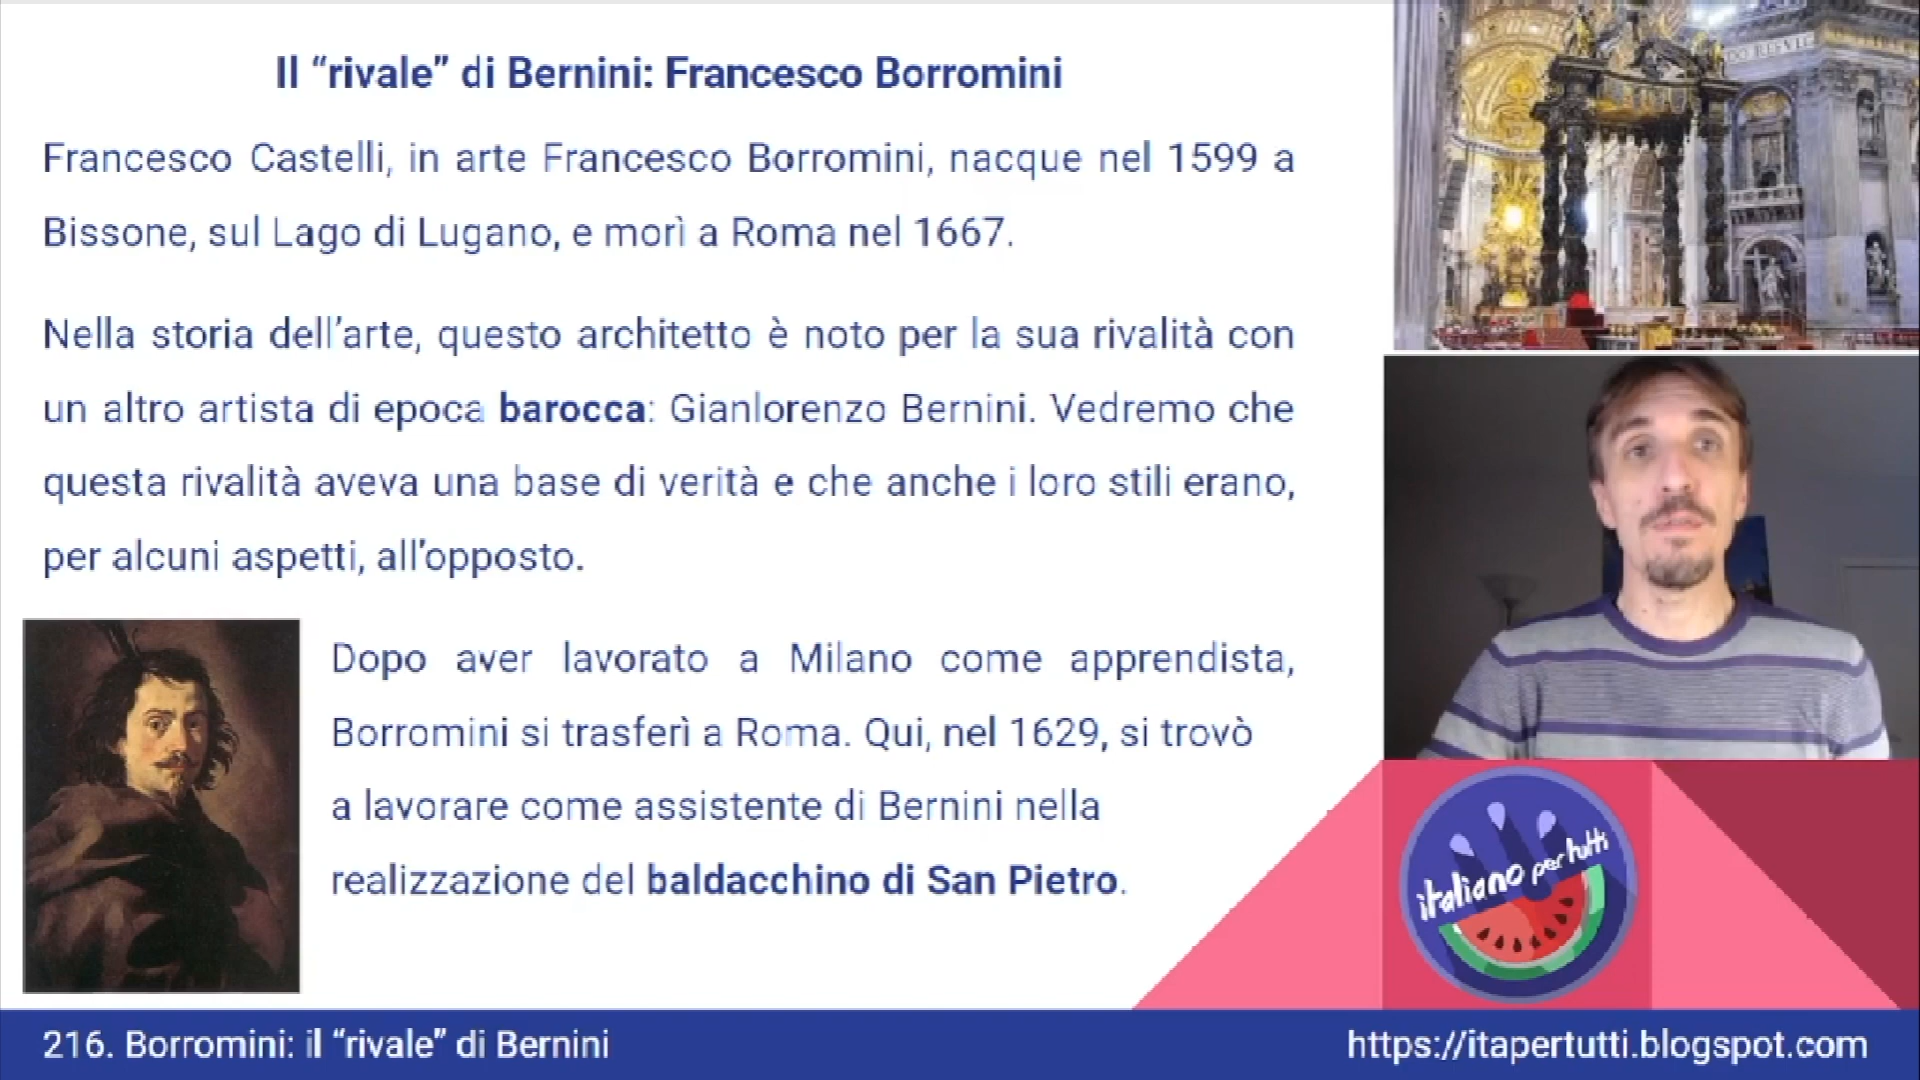 Il “rivale” di Bernini: Francesco Borromini
Francesco Castelli, in arte Francesco Borromini, nacque nel 1599 a
Bissone, sul Lago di Lugano, e morì a Roma nel 1667.
Nella storia dell’arte, questo architetto è noto per la sua rivalità con
un altro artista di epoca barocca: Gianlorenzo Bernini. Vedremo che
questa rivalità aveva una base di verità e che anche i loro stili erano,
per alcuni aspetti, all’opposto.
Dopo aver lavorato a Milano come apprendista,
Borromini si trasferì a Roma. Qui, nel 1629, si trovò
a lavorare come assistente di Bernini nella
realizzazione del baldacchino di San Pietro.
italiano per tutti
216. Borromini: il “rivale” di Bernini
https://itapertutti.blogspot.com